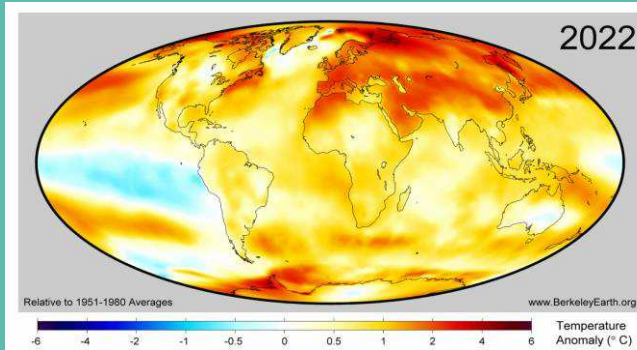 2022
Relative to 1951-1980 Averages
www.BerkeleyEarth.org
-6 -4 -2 -1 -0.5 0 0.5 1 2 4 6
Temperature
Anomaly (° C)